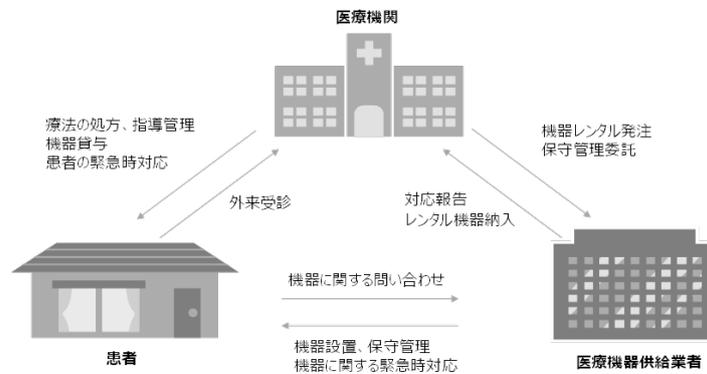 医療機関
療法の処方、指導管理
機器貸与
患者の緊急時対応
機器レンタル発注
保守管理委託
外来受診
対応報告
レンタル機器納入
機器に関する問い合わせ
機器設置、保守管理
機器に関する緊急時対応
患者
医療機器供給業者